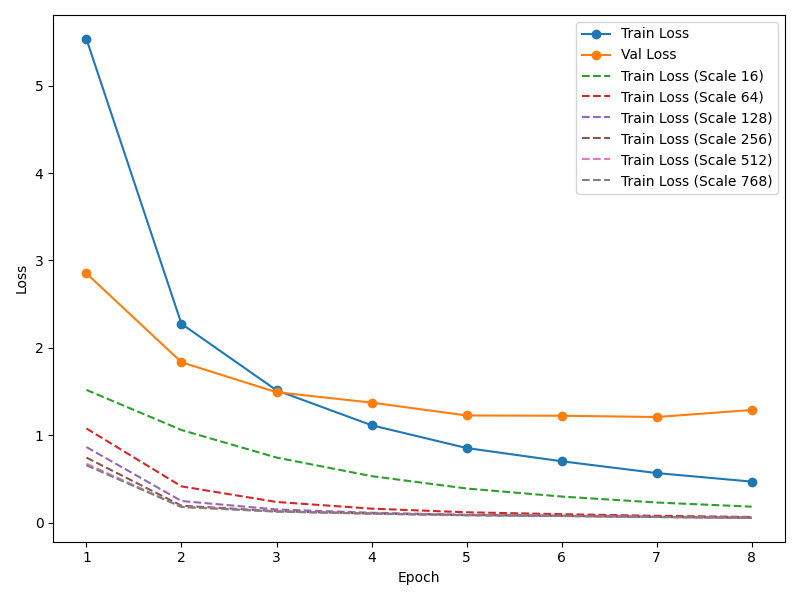 Train Loss
Val Loss
Train Loss (Scale 16)
Train Loss (Scale 64)
Train Loss (Scale 128)
Train Loss (Scale 256)
Train Loss (Scale 512)
Train Loss (Scale 768)
5
4
3
2
1
0
Loss
1 2 3 4 5 6 7 8
Epoch